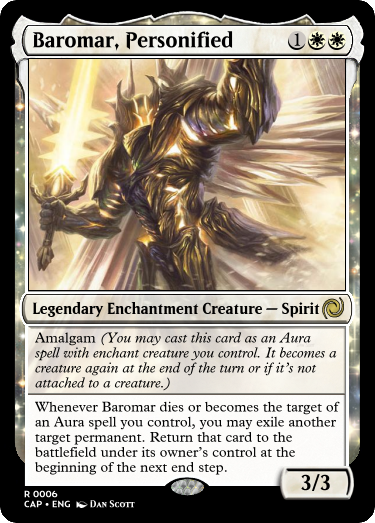 Baromar, Personified 1
Legendary Enchantment Creature — Spirit
Amalgam (You may cast this card as an Aura
spell with enchant creature you control. It becomes a
creature again at the end of the turn or if it's not
attached to a creature.)
Whenever Baromar dies or becomes the target of
an Aura spell you control, you may exile another
target permanent. Return that card to the
battlefield under its owner's control at the
beginning of the next end step.
3/3
R 0006
CAP • ENG Dan Scott